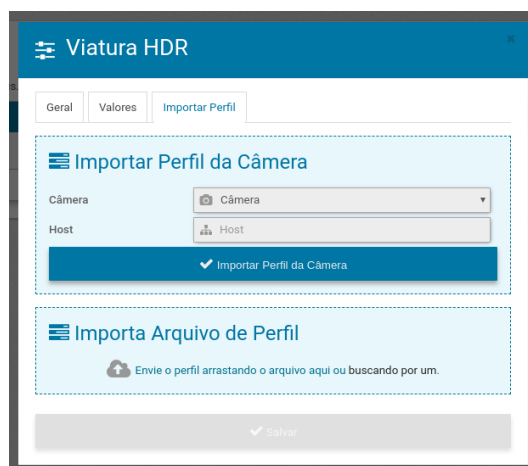 Viatura HDR
Geral Valores Importar Perfil
Importar Perfil da Câmera
Câmera Câmera
Host Host
Importar Perfil da Câmera
Importa Arquivo de Perfil
Envie o perfil arrastando o arquivo aqui ou buscando por um.
Salvar